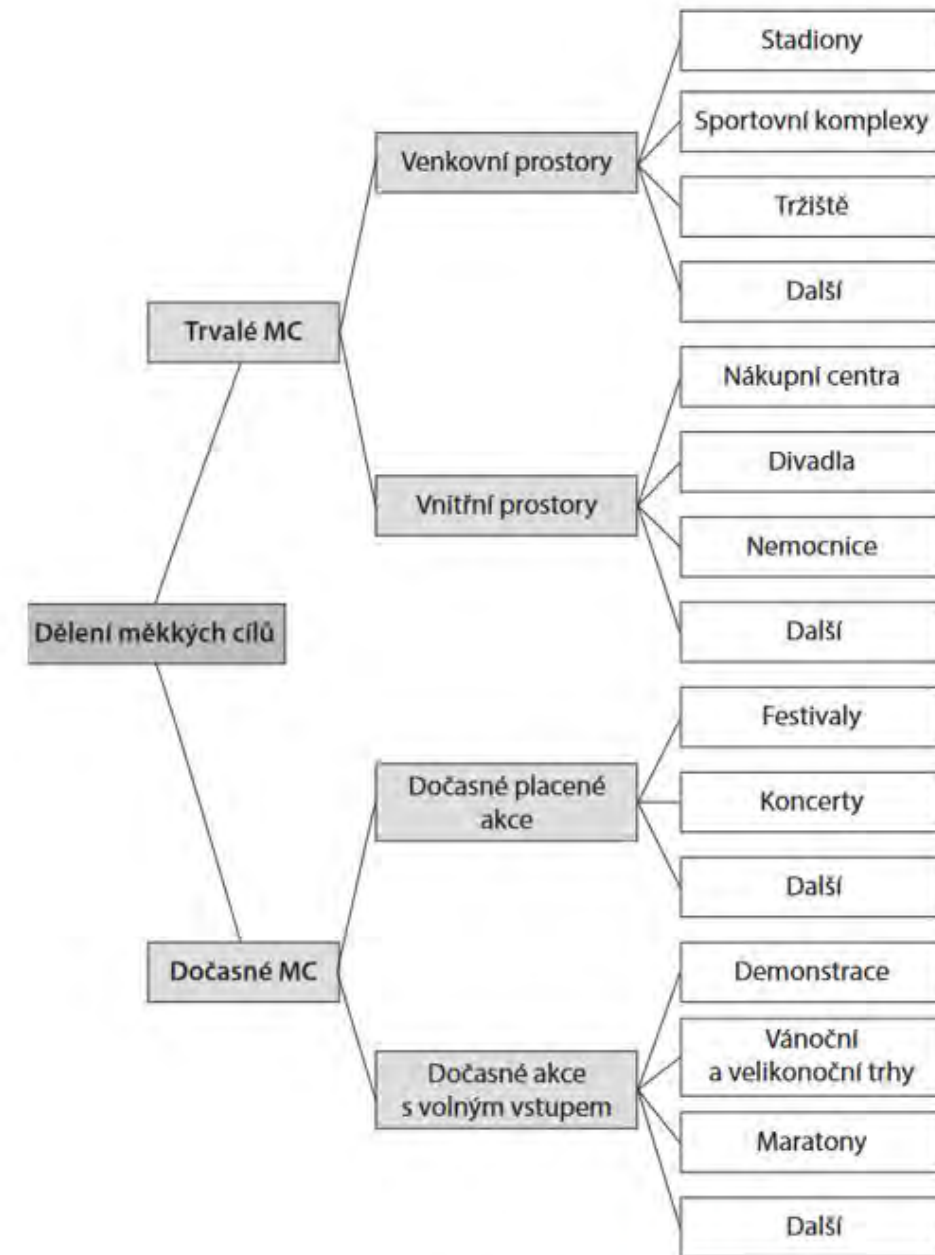 Stadiony
Sportovní komplexy
Venkovní prostory
Tržiště
Další
Trvalé MC
Nákupní centra
Divadla
Vnitřní prostory
Nemocnice
Další
Dělení měkkých cílů
Festivaly
Dočasné placené
akce
Koncerty
Další
Dočasné MC
Demonstrace
Vánoční
a velikonoční trhy
Dočasné akce
s volným vstupem
Maratony
Další